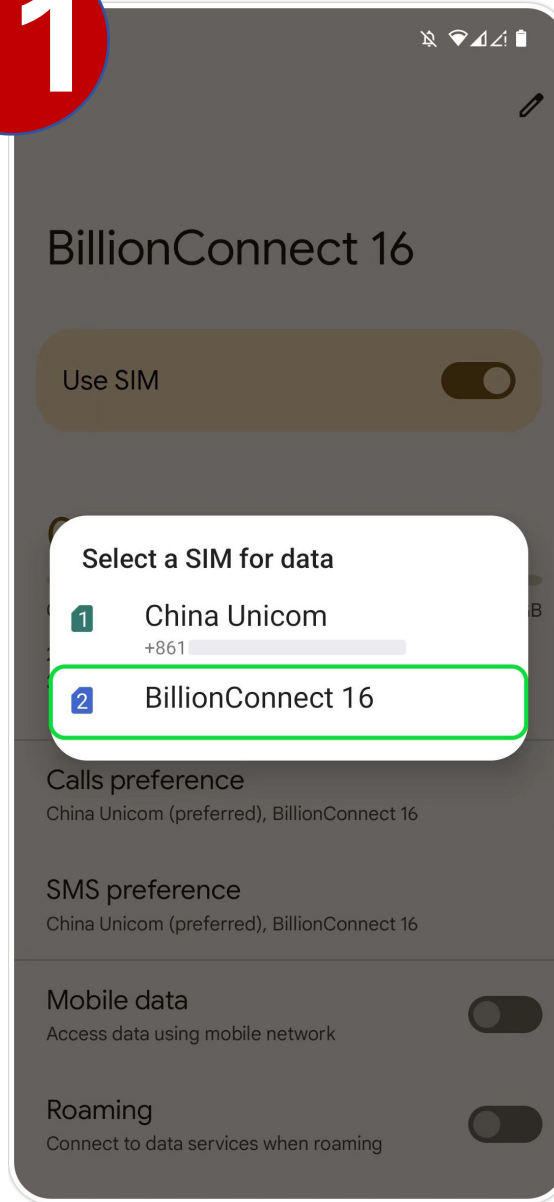 1
BillionConnect 16
Use SIM
Select a SIM for data
1 China Unicom
+861
2 BillionConnect 16
B
Calls preference
China Unicom (preferred), BillionConnect 16
SMS preference
China Unicom (preferred), BillionConnect 16
Mobile data
Access data using mobile network
Roaming
Connect to data services when roaming